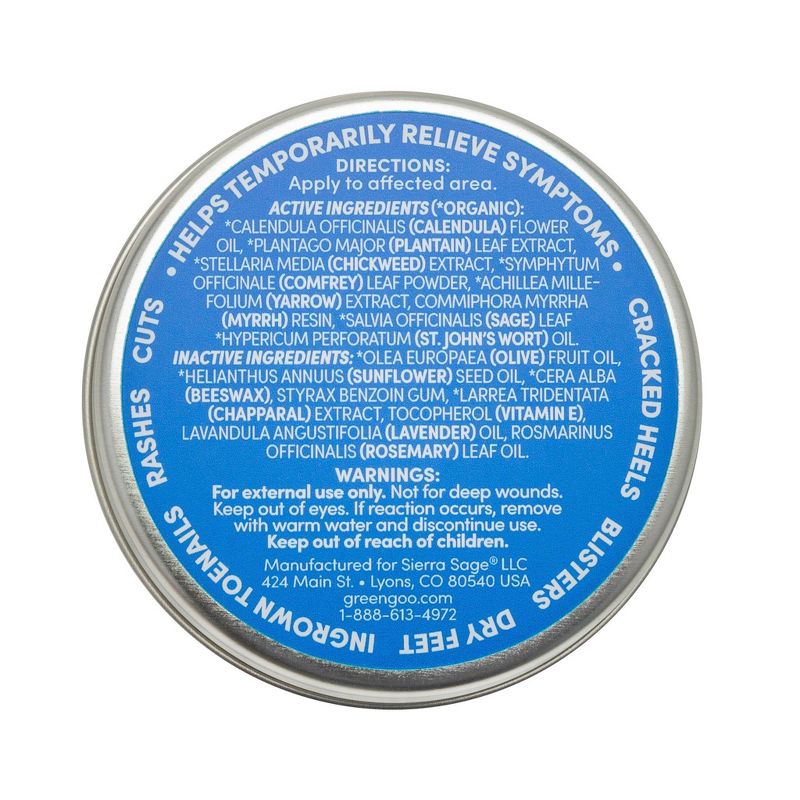 • HELPS TEMPORARILY RELIEVE SYMPTOMS •
CRACKED HEELS
BLISTERS
DRY FEET
INGROWN TOENAILS
RASHES
CUTS
DIRECTIONS:
Apply to affected area.
ACTIVE INGREDIENTS (*ORGANIC):
*CALENDULA OFFICINALIS (CALENDULA) FLOWER
OIL, *PLANTAGO MAJOR (PLANTAIN) LEAF EXTRACT,
*STELLARIA MEDIA (CHICKWEED) EXTRACT, *SYMPHYTUM
OFFICINALE (COMFREY) LEAF POWDER, *ACHILLEA MILLE-
FOLIUM (YARROW) EXTRACT, COMMIPHORA MYRRHA
(MYRRH) RESIN, *SALVIA OFFICINALIS (SAGE) LEAF
*HYPERICUM PERFORATUM (ST. JOHN'S WORT) OIL.
INACTIVE INGREDIENTS: *OLEA EUROPAEA (OLIVE) FRUIT OIL,
*HELIANTHUS ANNUUS (SUNFLOWER) SEED OIL, *CERA ALBA
(BEESWAX), STYRAX BENZOIN GUM, *LARREA TRIDENTATA
(CHAPPARAL) EXTRACT, TOCOPHEROL (VITAMIN E),
LAVANDULA ANGUSTIFOLIA (LAVENDER) OIL, ROSMARINUS
OFFICINALIS (ROSEMARY) LEAF OIL.
WARNINGS:
For external use only. Not for deep wounds.
Keep out of eyes. If reaction occurs, remove
with warm water and discontinue use.
Keep out of reach of children.
Manufactured for Sierra Sage® LLC
424 Main St. • Lyons, CO 80540 USA
greengoo.com
1-888-613-4972